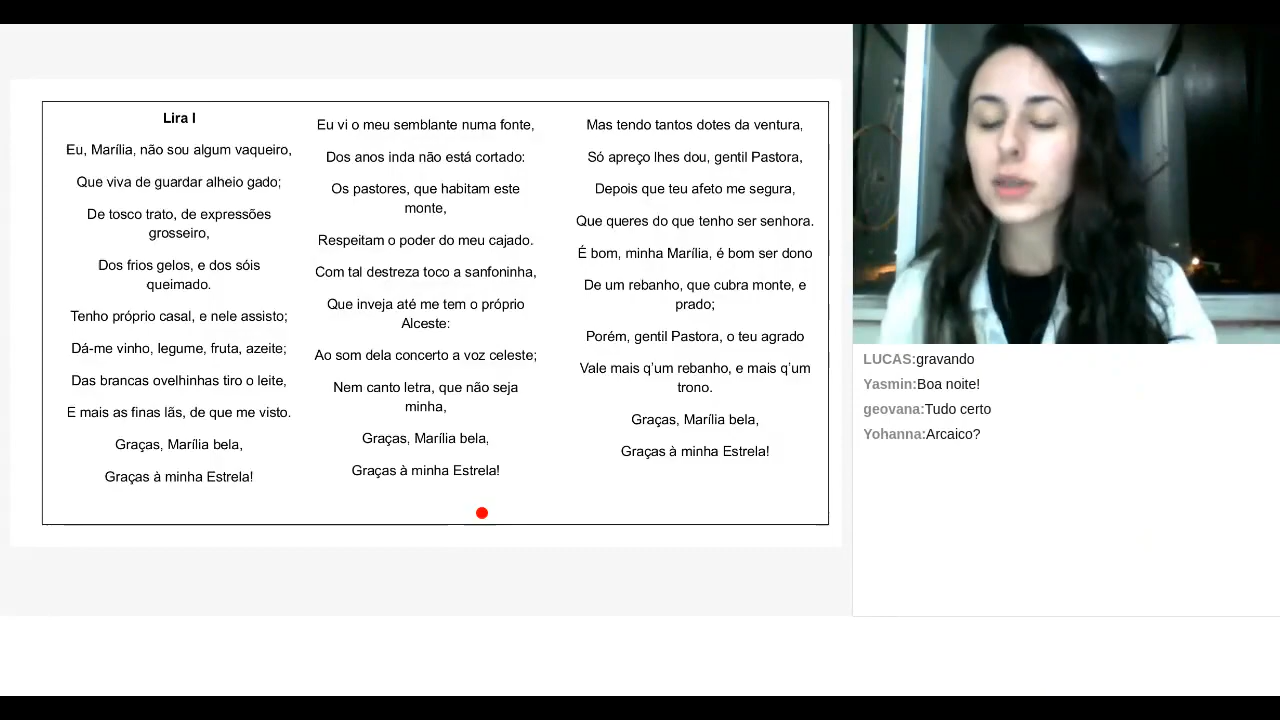 Lira I
Eu, Marília, não sou algum vaqueiro,
Que viva de guardar alheio gado;
De tosco trato, de expressões
grosseiro,
Dos frios gelos, e dos sóis
queimado.
Tenho próprio casal, e nele assisto;
Dá-me vinho, legume, fruta, azeite;
Das brancas ovelhinhas tiro o leite,
E mais as finas lãs, de que me visto.
Graças, Marília bela,
Graças à minha Estrela!
Eu vi o meu semblante numa fonte,
Dos anos inda não está cortado:
Os pastores, que habitam este
monte,
Respeitam o poder do meu cajado.
Com tal destreza toco a sanfoninha,
Que inveja até me tem o próprio
Alceste:
Ao som dela concerto a voz celeste;
Nem canto letra, que não seja
minha,
Graças, Marília bela,
Graças à minha Estrela!
Mas tendo tantos dotes da ventura,
Só apreço lhes dou, gentil Pastora,
Depois que teu afeto me segura,
Que queres do que tenho ser senhora.
É bom, minha Marília, é bom ser dono
De um rebanho, que cubra monte, e
prado;
Porém, gentil Pastora, o teu agrado
Vale mais q'um rebanho, e mais q'um
trono.
Graças, Marília bela,
Graças à minha Estrela!
LUCAS:gravando
Yasmin:Boa noite!
geovana:Tudo certo
Yohanna:Arcaico?